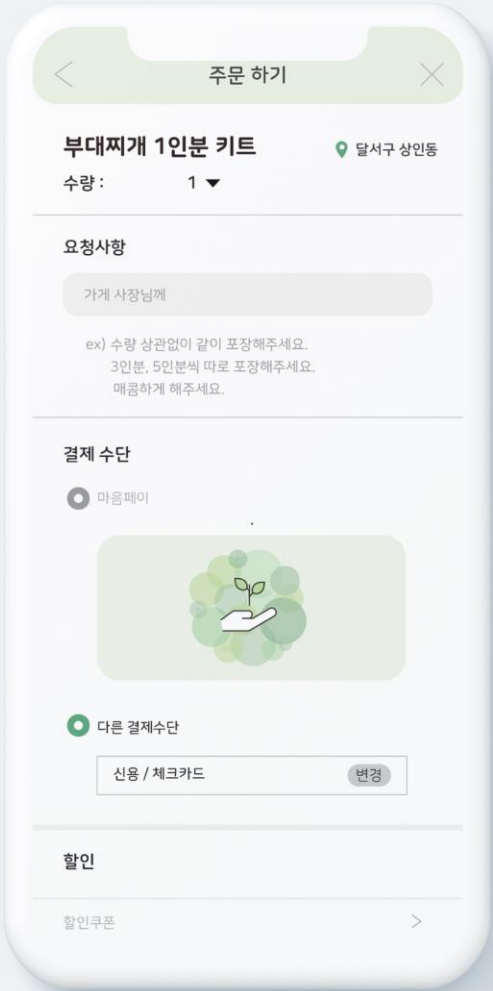 주문 하기
부대찌개 1인분 키트
달서구 상인동
수량 : 1
요청사항
가게 사장님께
ex) 수량 상관없이 같이 포장해주세요.
3인분, 5인분씩 따로 포장해주세요.
매콤하게 해주세요.
결제 수단
마음페이
다른 결제수단
신용 / 체크카드
변경
할인
할인쿠폰